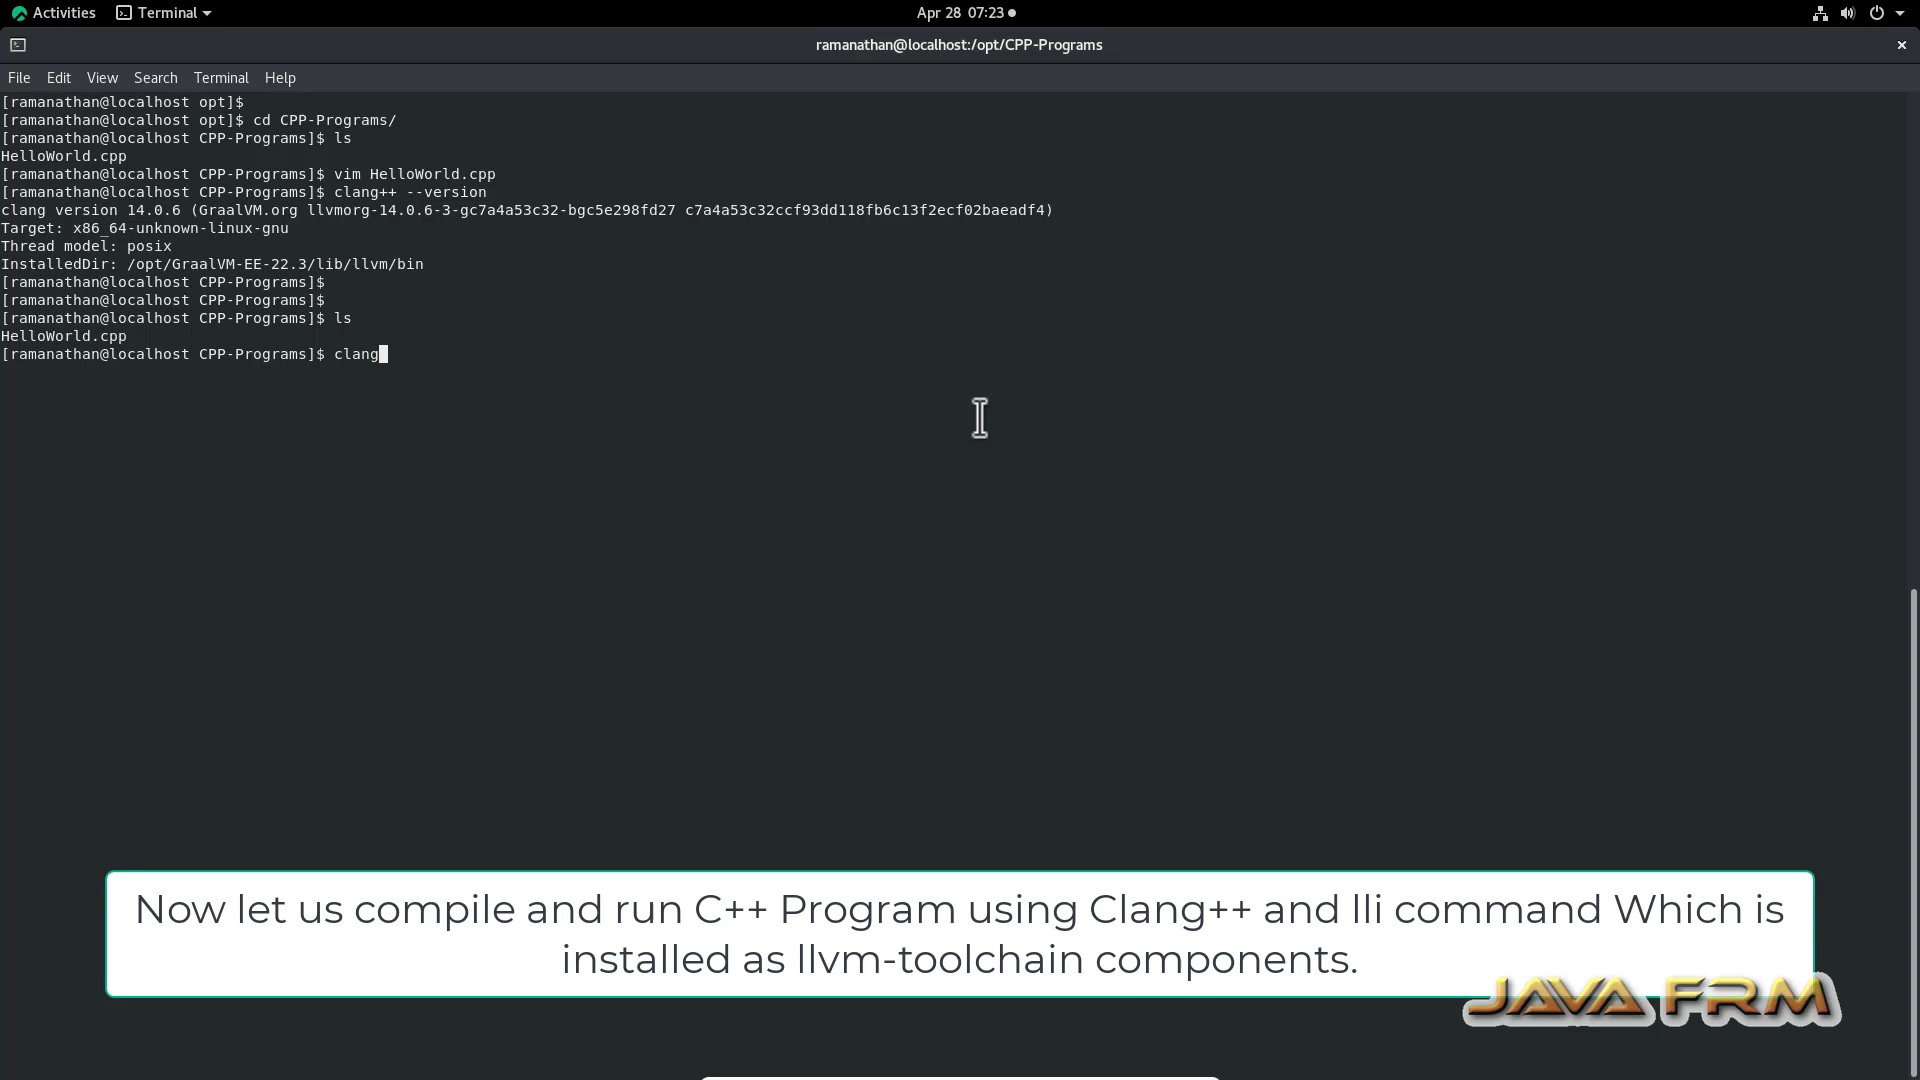 Activities Terminal Apr 28 07:23
ramanathan@localhost:/opt/CPP-Programs
File Edit View Search Terminal Help
[ramanathan@localhost opt]$
[ramanathan@localhost opt]$ cd CPP-Programs/
[ramanathan@localhost CPP-Programs]$ ls
HelloWorld.cpp
[ramanathan@localhost CPP-Programs]$ vim HelloWorld.cpp
[ramanathan@localhost CPP-Programs]$ clang++ --version
clang version 14.0.6 (GraalVM.org llvmorg-14.0.6-3-gc7a4a53c32-bgc5e298fd27 c7a4a53c32ccf93dd118fb6c13f2ecf02baeadf4)
Target: x86_64-unknown-linux-gnu
Thread model: posix
InstalledDir: /opt/GraalVM-EE-22.3/lib/llvm/bin
[ramanathan@localhost CPP-Programs]$
[ramanathan@localhost CPP-Programs]$
[ramanathan@localhost CPP-Programs]$ ls
HelloWorld.cpp
[ramanathan@localhost CPP-Programs]$ clang
Now let us compile and run C++ Program using Clang++ and lli command Which is
installed as llvm-toolchain components.
JAVA FRM